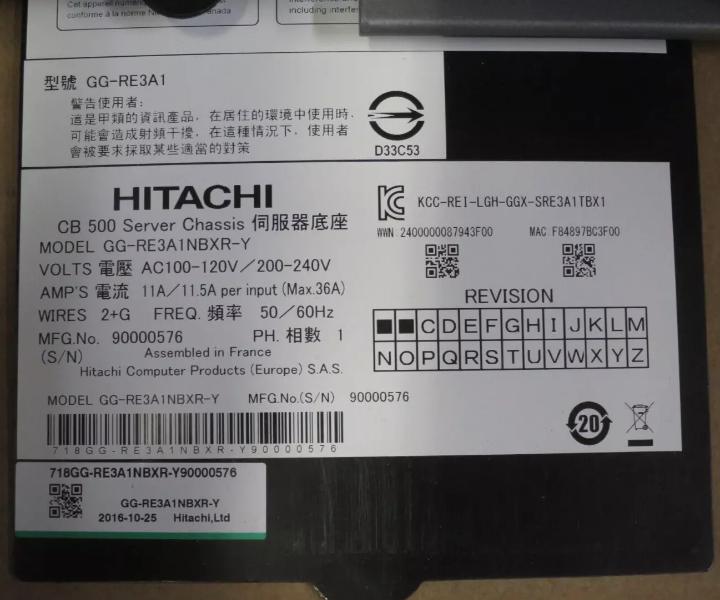 Cet appareil
conforme à la norme
Canada
including
型號 GG-RE3A1
警告使用者:
這是甲類的資訊產品, 在居住的環境中使用時,
可能會造成射頻干擾, 在這種情況下, 使用者
會被要求採取某些適當的對策
D33C53
HITACHI
CB 500 Server Chassis 伺服器底座
MODEL GG-RE3A1NBXR-Y
VOLTS 電壓 AC100-120V/200-240V
AMP'S 電流 11A/11.5A per input (Max.36A)
WIRES 2+G FREQ. 頻率 50/60Hz
MFG.No. 90000576 PH. 相數 1
(S/N) Assembled in France
Hitachi Computer Products (Europe) S.A.S.
KCC-REI-LGH-GGX-SRE3A1TBX1
WWN 2400000087943F00 MAC F84897BC3F00
REVISION
■ ■ C D E F G H I J K L M
N O P Q R S T U V W X Y Z
MODEL GG-RE3A1NBXR-Y MFG.No.(S/N) 90000576
718GG-RE3A1NBXR-Y90000576
20
718GG-RE3A1NBXR-Y90000576
GG-RE3A1NBXR-Y
2016-10-25 Hitachi,Ltd